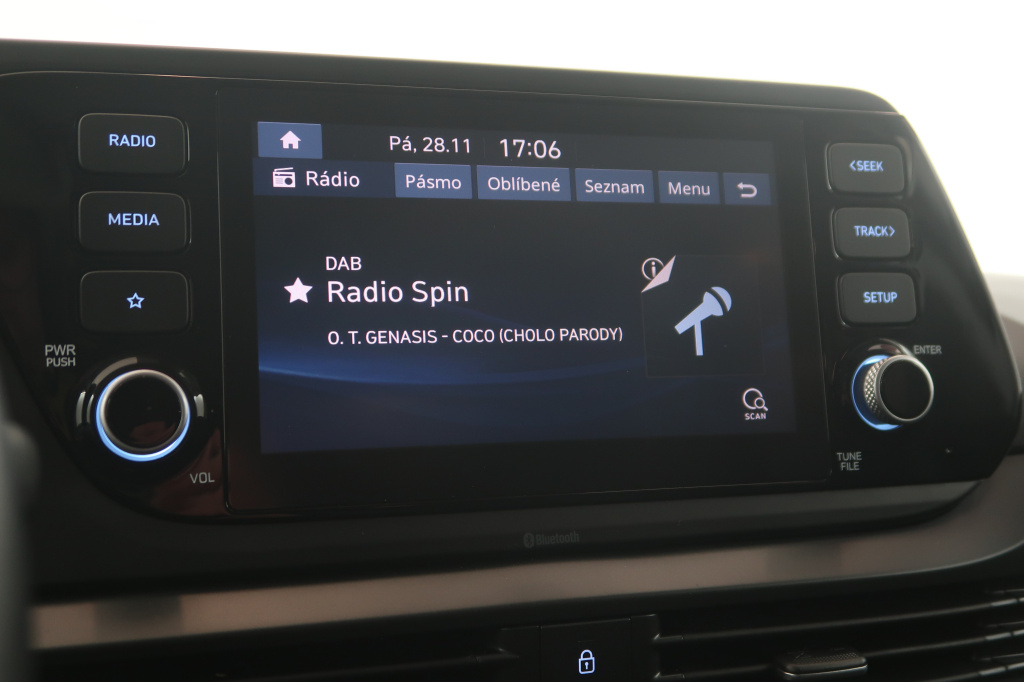 RADIO
MEDIA
PWR
PUSH
VOL
Pá, 28.11 17:06
Rádio Pásmo Oblíbené Seznam Menu
DAB
Radio Spin
O. T. GENASIS - COCO (CHOLO PARODY)
i
SCAN
<SEEK
TRACK>
SETUP
ENTER
TUNE
FILE
Bluetooth